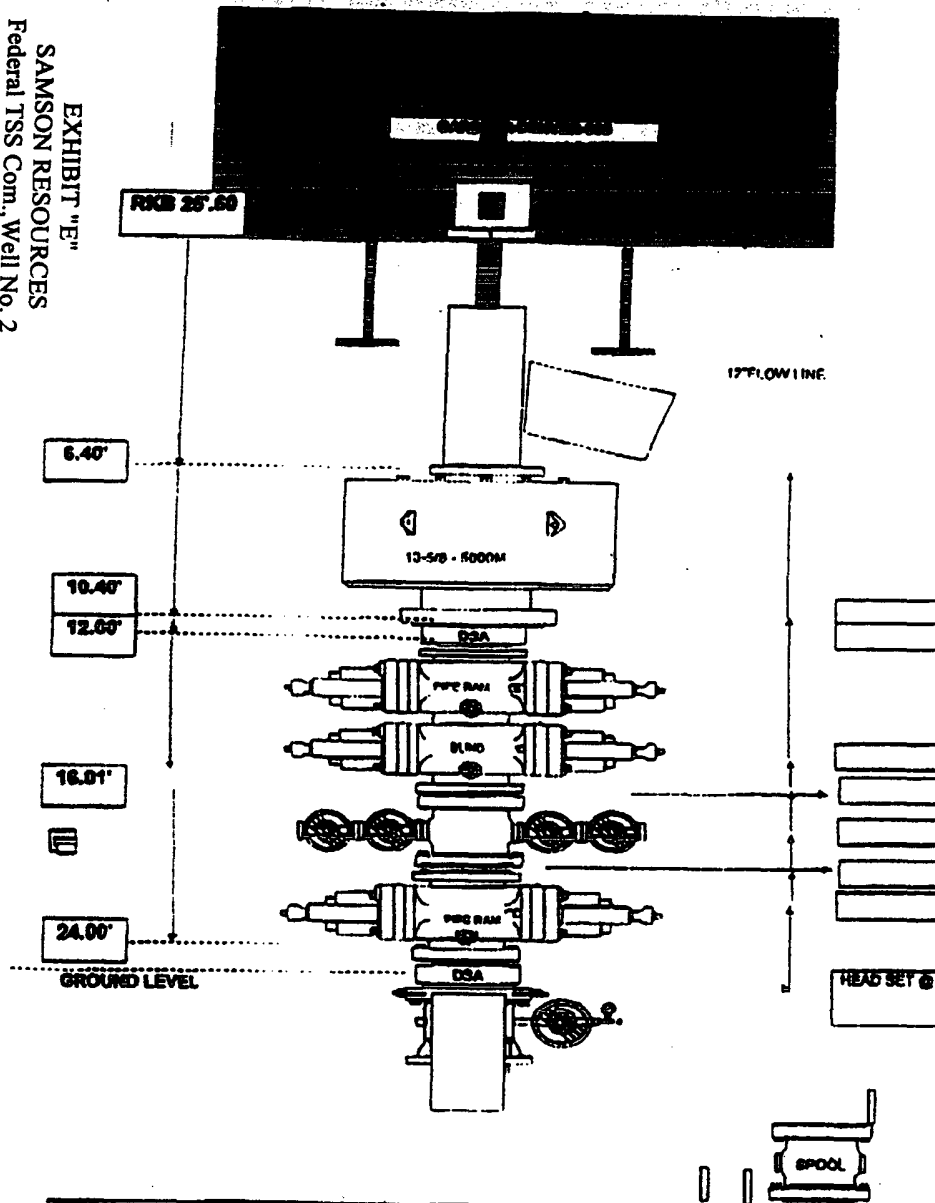 EXHIBIT "E"
SAMSON RESOURCES
Federal TSS Com., Well No. 2
RKB 25'.60
12" FLOW LINE
6.40'
13-5/8 - 5000M
10.40'
12.00'
DSA
PIPE RAM
BLIND
16.01'
PIPE RAM
24.00'
DSA
GROUND LEVEL
HEAD SET @
SPOOL